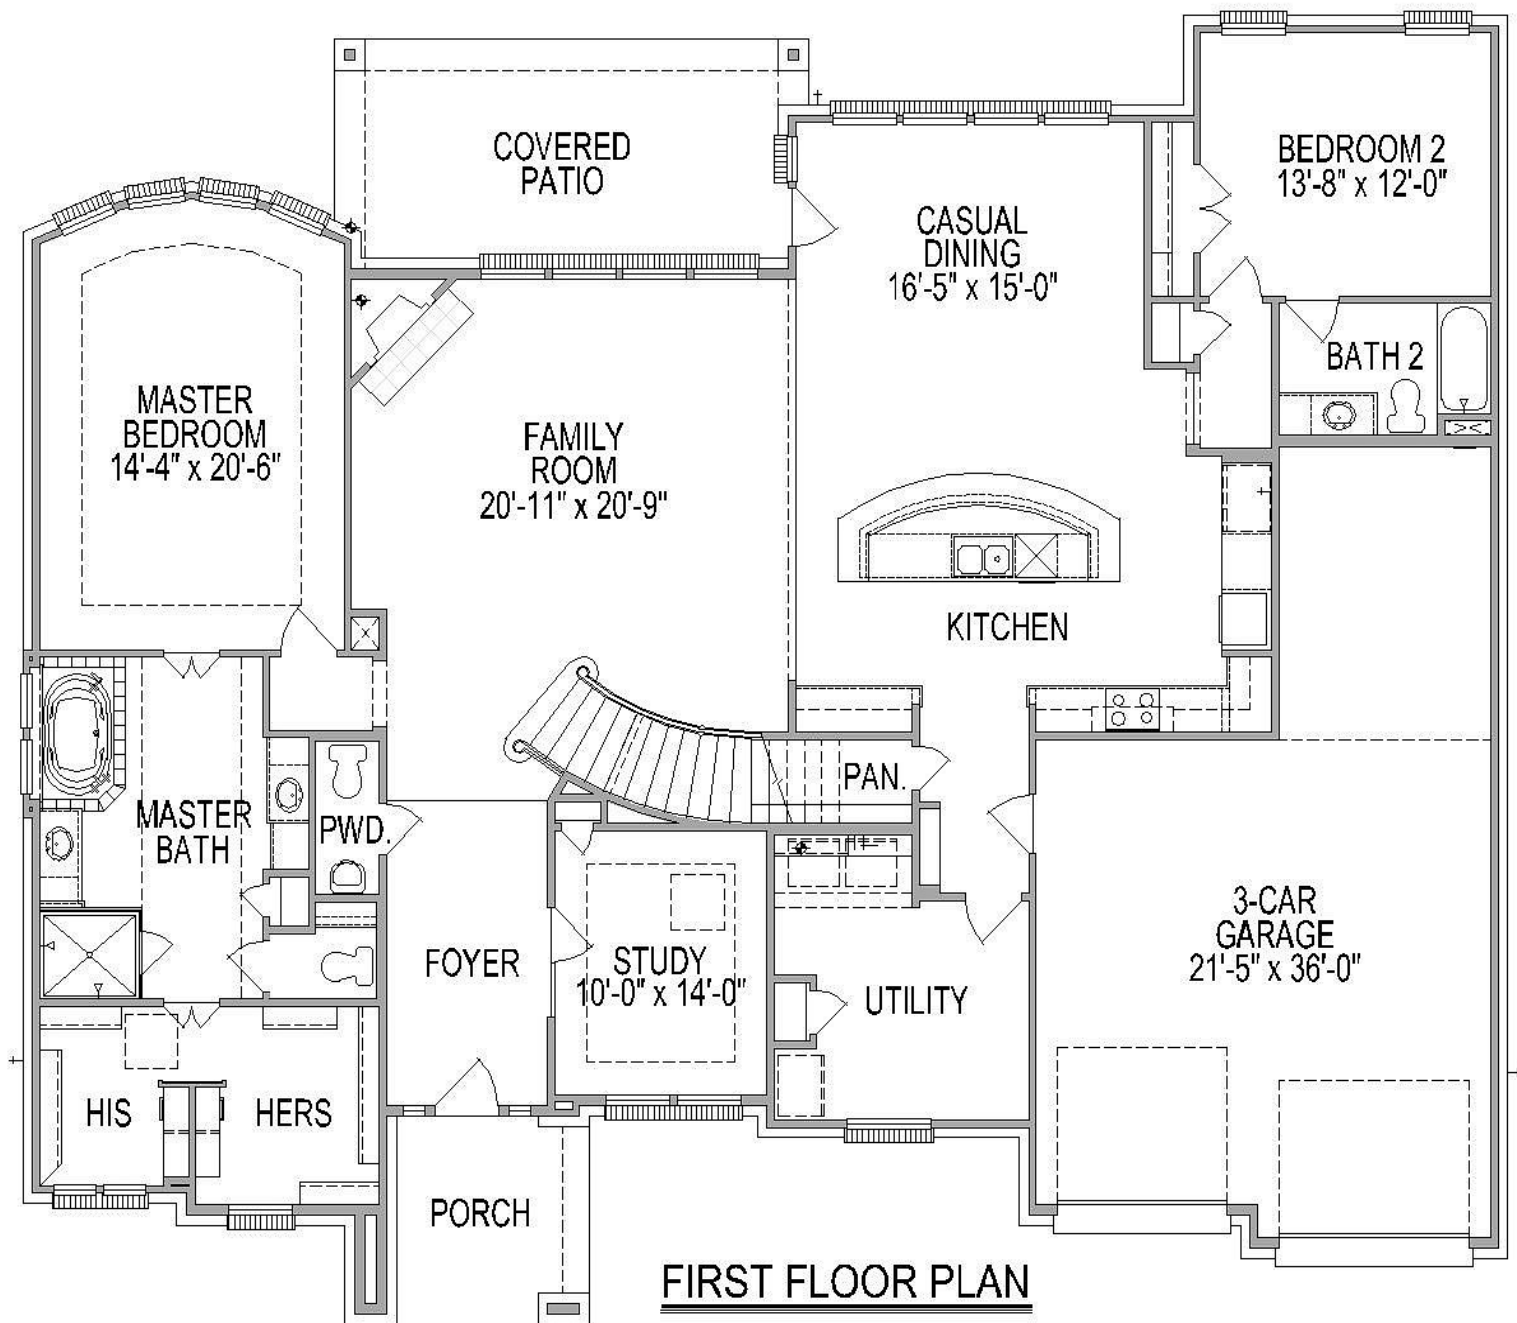 COVERED
PATIO
BEDROOM 2
13'-8" x 12'-0"
CASUAL
DINING
16'-5" x 15'-0"
BATH 2
MASTER
BEDROOM
14'-4" x 20'-6"
FAMILY
ROOM
20'-11" x 20'-9"
KITCHEN
PAN.
MASTER
BATH
PWD.
FOYER
STUDY
10'-0" x 14'-0"
UTILITY
3-CAR
GARAGE
21'-5" x 36'-0"
HIS
HERS
PORCH
FIRST FLOOR PLAN